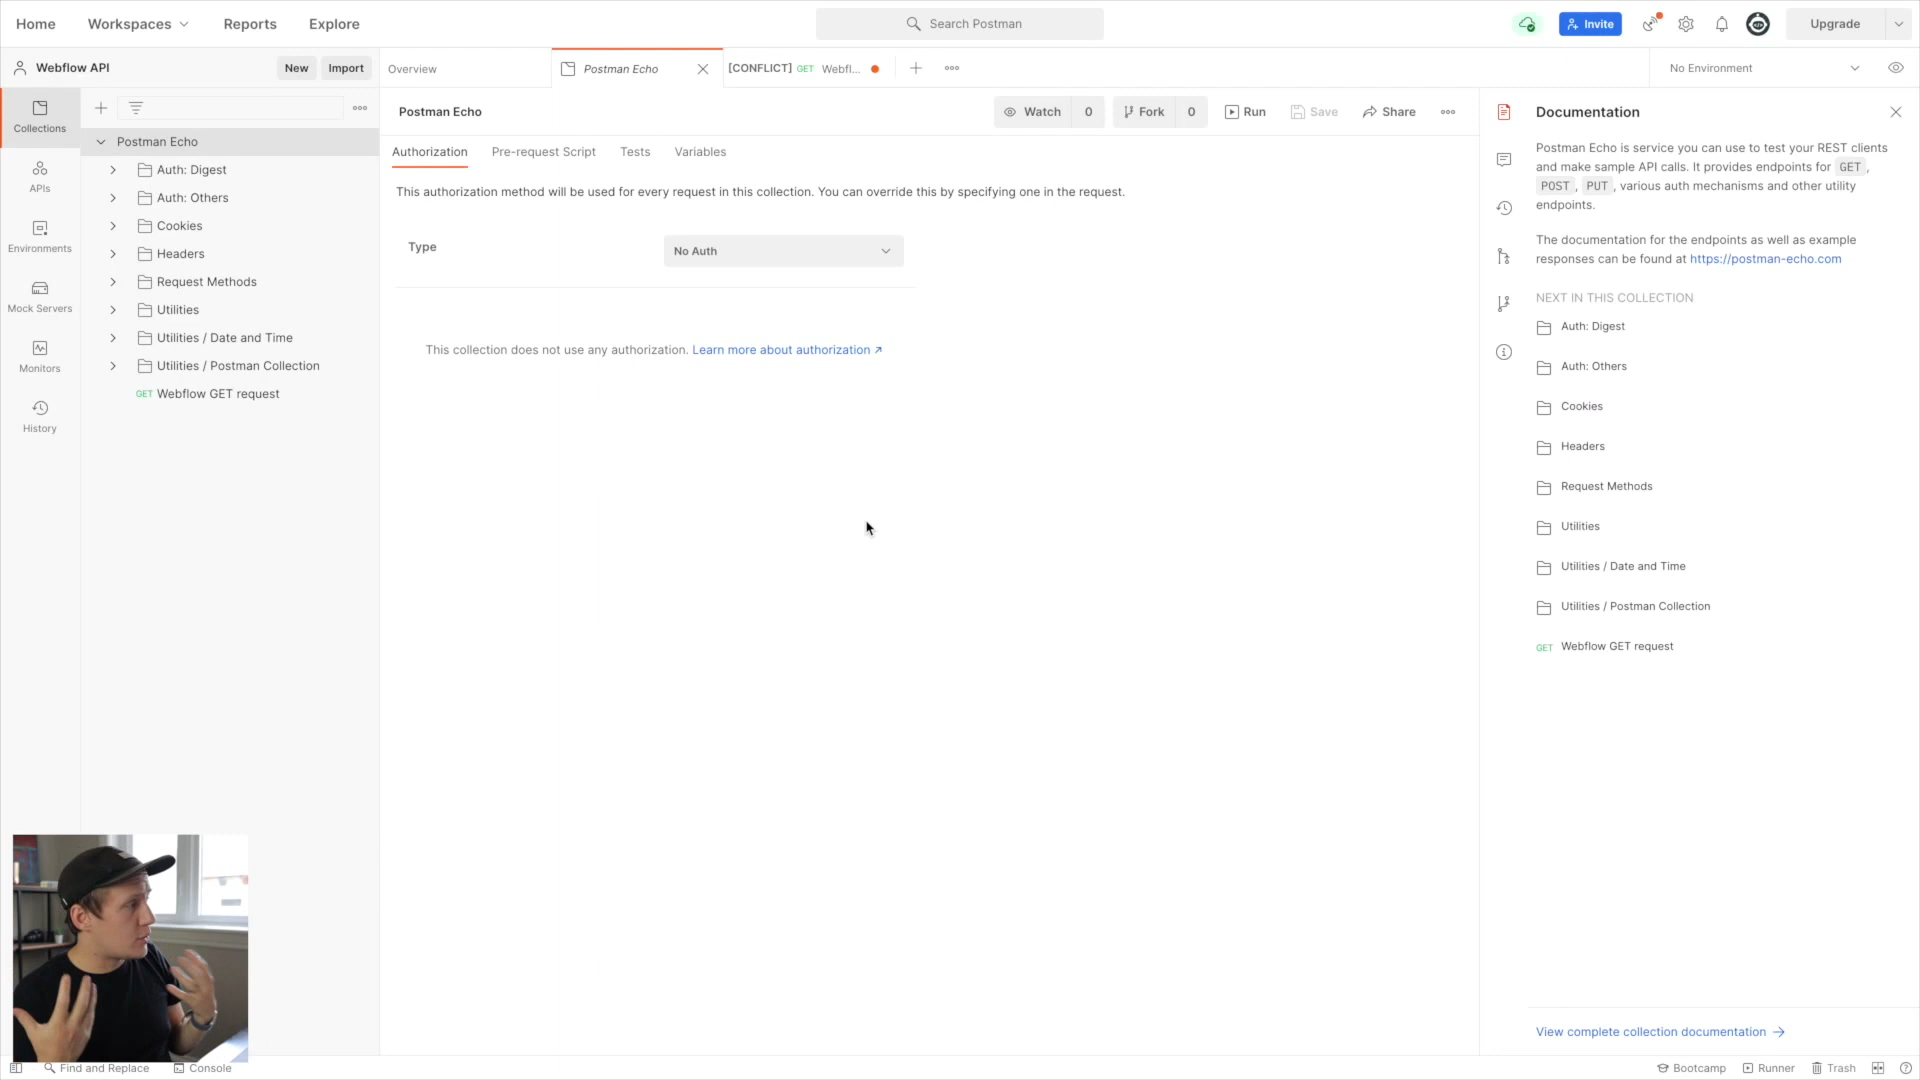 Home
Workspaces
Reports
Explore
Search Postman
Invite
Upgrade
Webflow API
New
Import
Overview
Postman Echo
[CONFLICT] GET Webfl...
No Environment
Collections
APIs
Environments
Mock Servers
Monitors
History
Postman Echo
Auth: Digest
Auth: Others
Cookies
Headers
Request Methods
Utilities
Utilities / Date and Time
Utilities / Postman Collection
GET Webflow GET request
Postman Echo
Watch 0
Fork 0
Run
Save
Share
Authorization
Pre-request Script
Tests
Variables
This authorization method will be used for every request in this collection. You can override this by specifying one in the request.
Type
No Auth
This collection does not use any authorization. Learn more about authorization ↗
Documentation
Postman Echo is service you can use to test your REST clients
and make sample API calls. It provides endpoints for GET ,
POST , PUT , various auth mechanisms and other utility
endpoints.
The documentation for the endpoints as well as example
responses can be found at https://postman-echo.com
NEXT IN THIS COLLECTION
Auth: Digest
Auth: Others
Cookies
Headers
Request Methods
Utilities
Utilities / Date and Time
Utilities / Postman Collection
GET Webflow GET request
View complete collection documentation →
Find and Replace
Console
Bootcamp
Runner
Trash